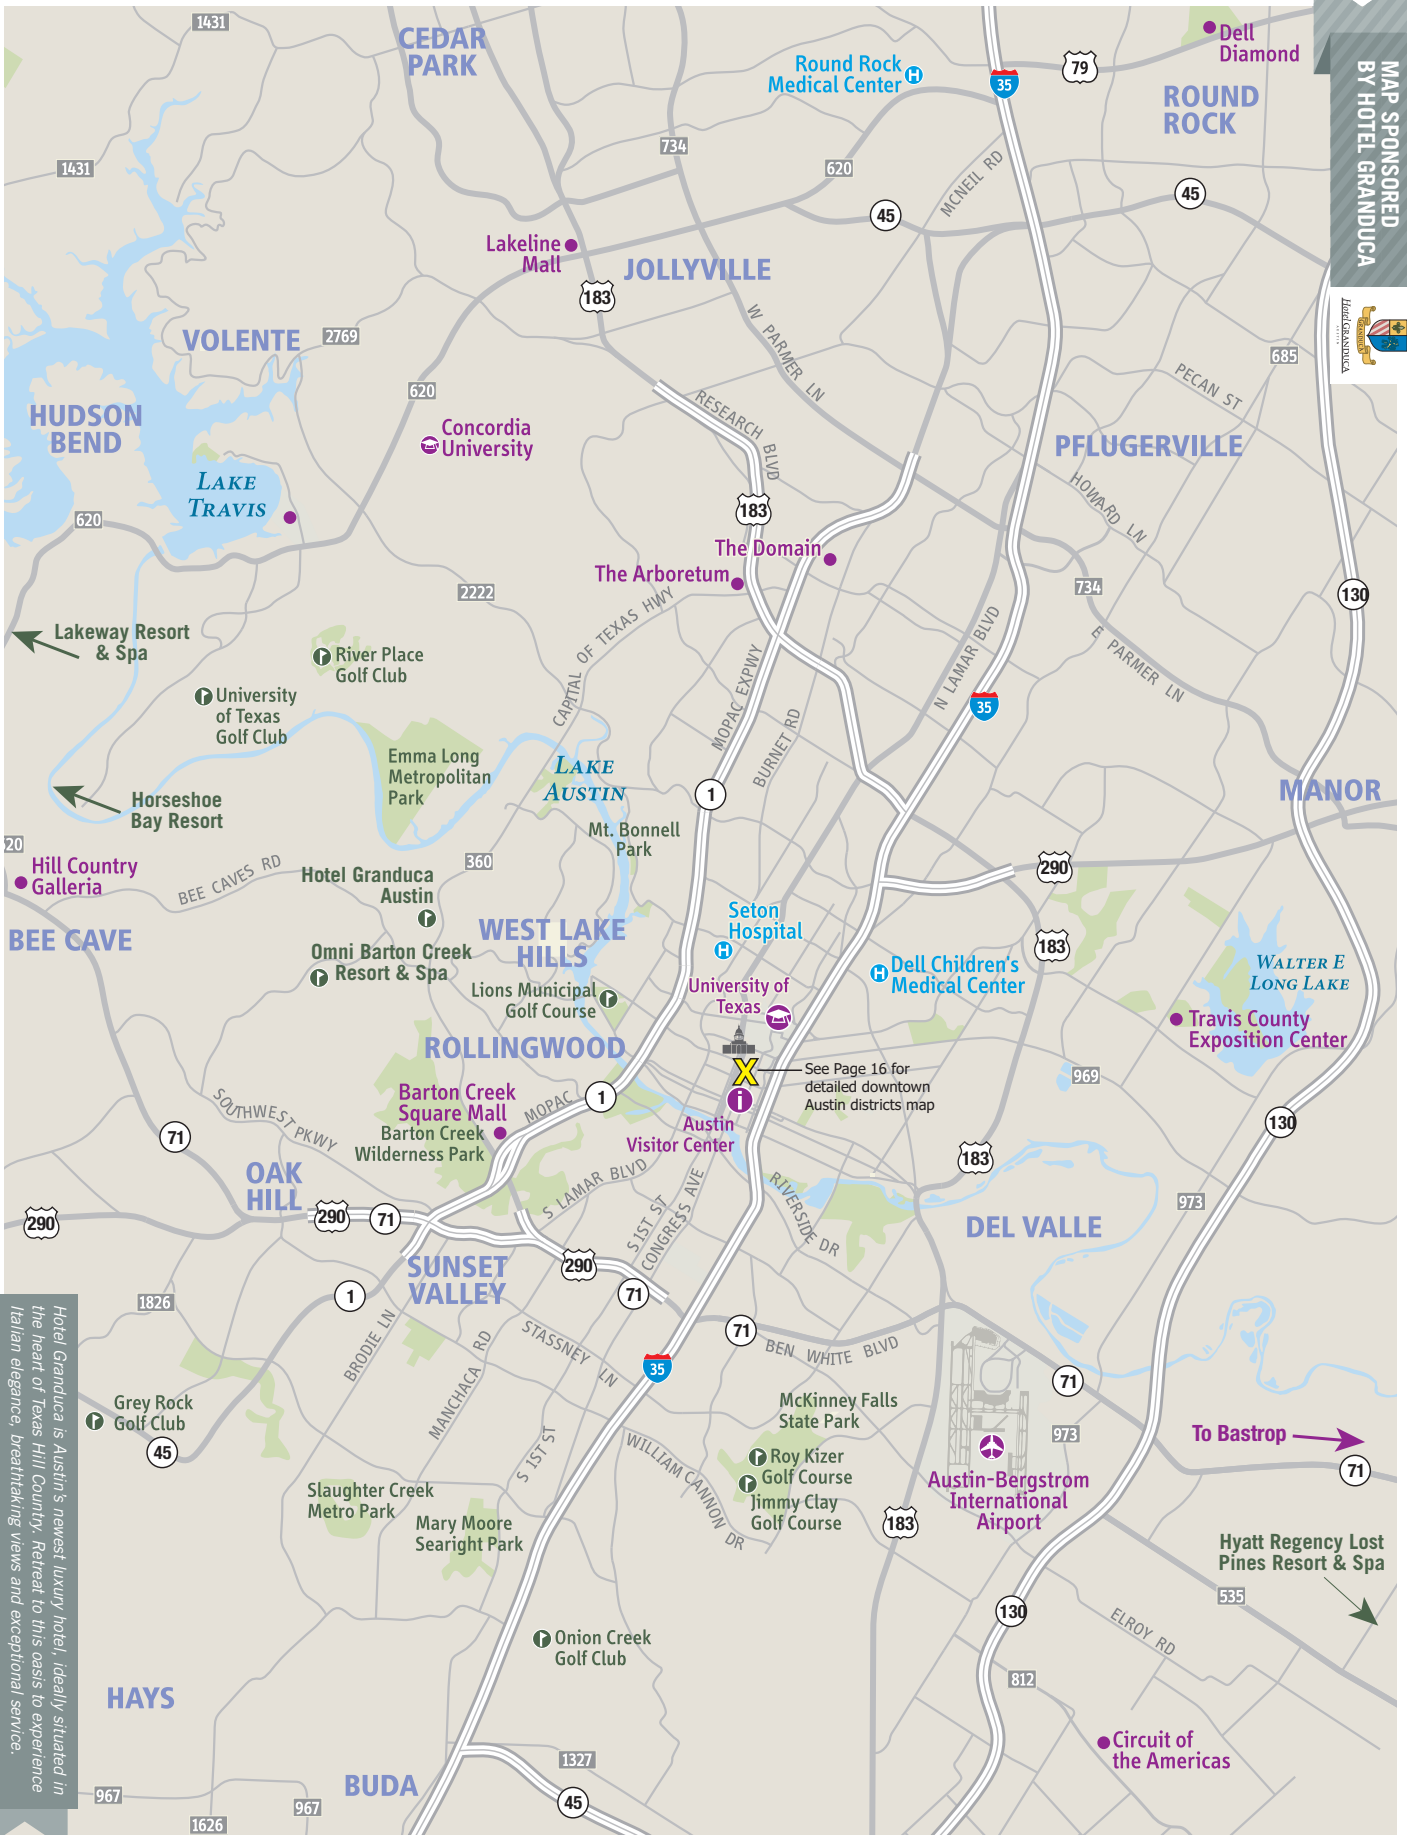 1431
CEDAR
PARK
Dell
Diamond
79
35
Round Rock
Medical Center
H
ROUND
ROCK
MAP SPONSORED
BY HOTEL GRANDUCA
GRANDUCA
Hotel GRANDUCA
1431
734
620
MCNEIL RD
45
45
Lakeline
Mall
JOLLYVILLE
183
VOLENTE
2769
W PARMER LN
685
PECAN ST
620
RESEARCH BLVD
HUDSON
BEND
Concordia
University
PFLUGERVILLE
LAKE
TRAVIS
HOWARD LN
620
183
The Domain
The Arboretum
2222
734
130
CAPITAL OF TEXAS HWY
Lakeway Resort
& Spa
River Place
Golf Club
E PARMER LN
N LAMAR BLVD
MOPAC EXPWY
University
of Texas
Golf Club
35
BURNET RD
Emma Long
Metropolitan
Park
LAKE
AUSTIN
1
MANOR
Horseshoe
Bay Resort
Mt. Bonnell
Park
20
360
290
Hill Country
Galleria
BEE CAVES RD
Hotel Granduca
Austin
Seton
Hospital
H
BEE CAVE
WEST LAKE
HILLS
183
Omni Barton Creek
Resort & Spa
H
Dell Children's
Medical Center
WALTER E
LONG LAKE
Lions Municipal
Golf Course
University of
Texas
Travis County
Exposition Center
ROLLINGWOOD
X
See Page 16 for
detailed downtown
Austin districts map
969
Barton Creek
Square Mall
MOPAC
1
i
Austin
Visitor Center
130
SOUTHWEST PKWY
71
Barton Creek
Wilderness Park
183
OAK
HILL
S LAMAR BLVD
RIVERSIDE DR
973
290
290
71
S 1ST ST
CONGRESS AVE
DEL VALLE
SUNSET
VALLEY
290
71
1
1826
71
BRODIE LN
STASSNEY LN
BEN WHITE BLVD
MANCHACA RD
35
71
Grey Rock
Golf Club
McKinney Falls
State Park
973
To Bastrop
71
45
S 1ST ST
WILLIAM CANNON DR
Roy Kizer
Golf Course
Jimmy Clay
Golf Course
Austin-Bergstrom
International
Airport
Slaughter Creek
Metro Park
Mary Moore
Searight Park
183
Hyatt Regency Lost
Pines Resort & Spa
535
130
ELROY RD
Onion Creek
Golf Club
812
HAYS
Circuit of
the Americas
1327
BUDA
45
967
967
1626
Hotel Granduca is Austin's newest luxury hotel, ideally situated in
the heart of Texas Hill Country. Retreat to this oasis to experience
Italian elegance, breathtaking views and exceptional service.